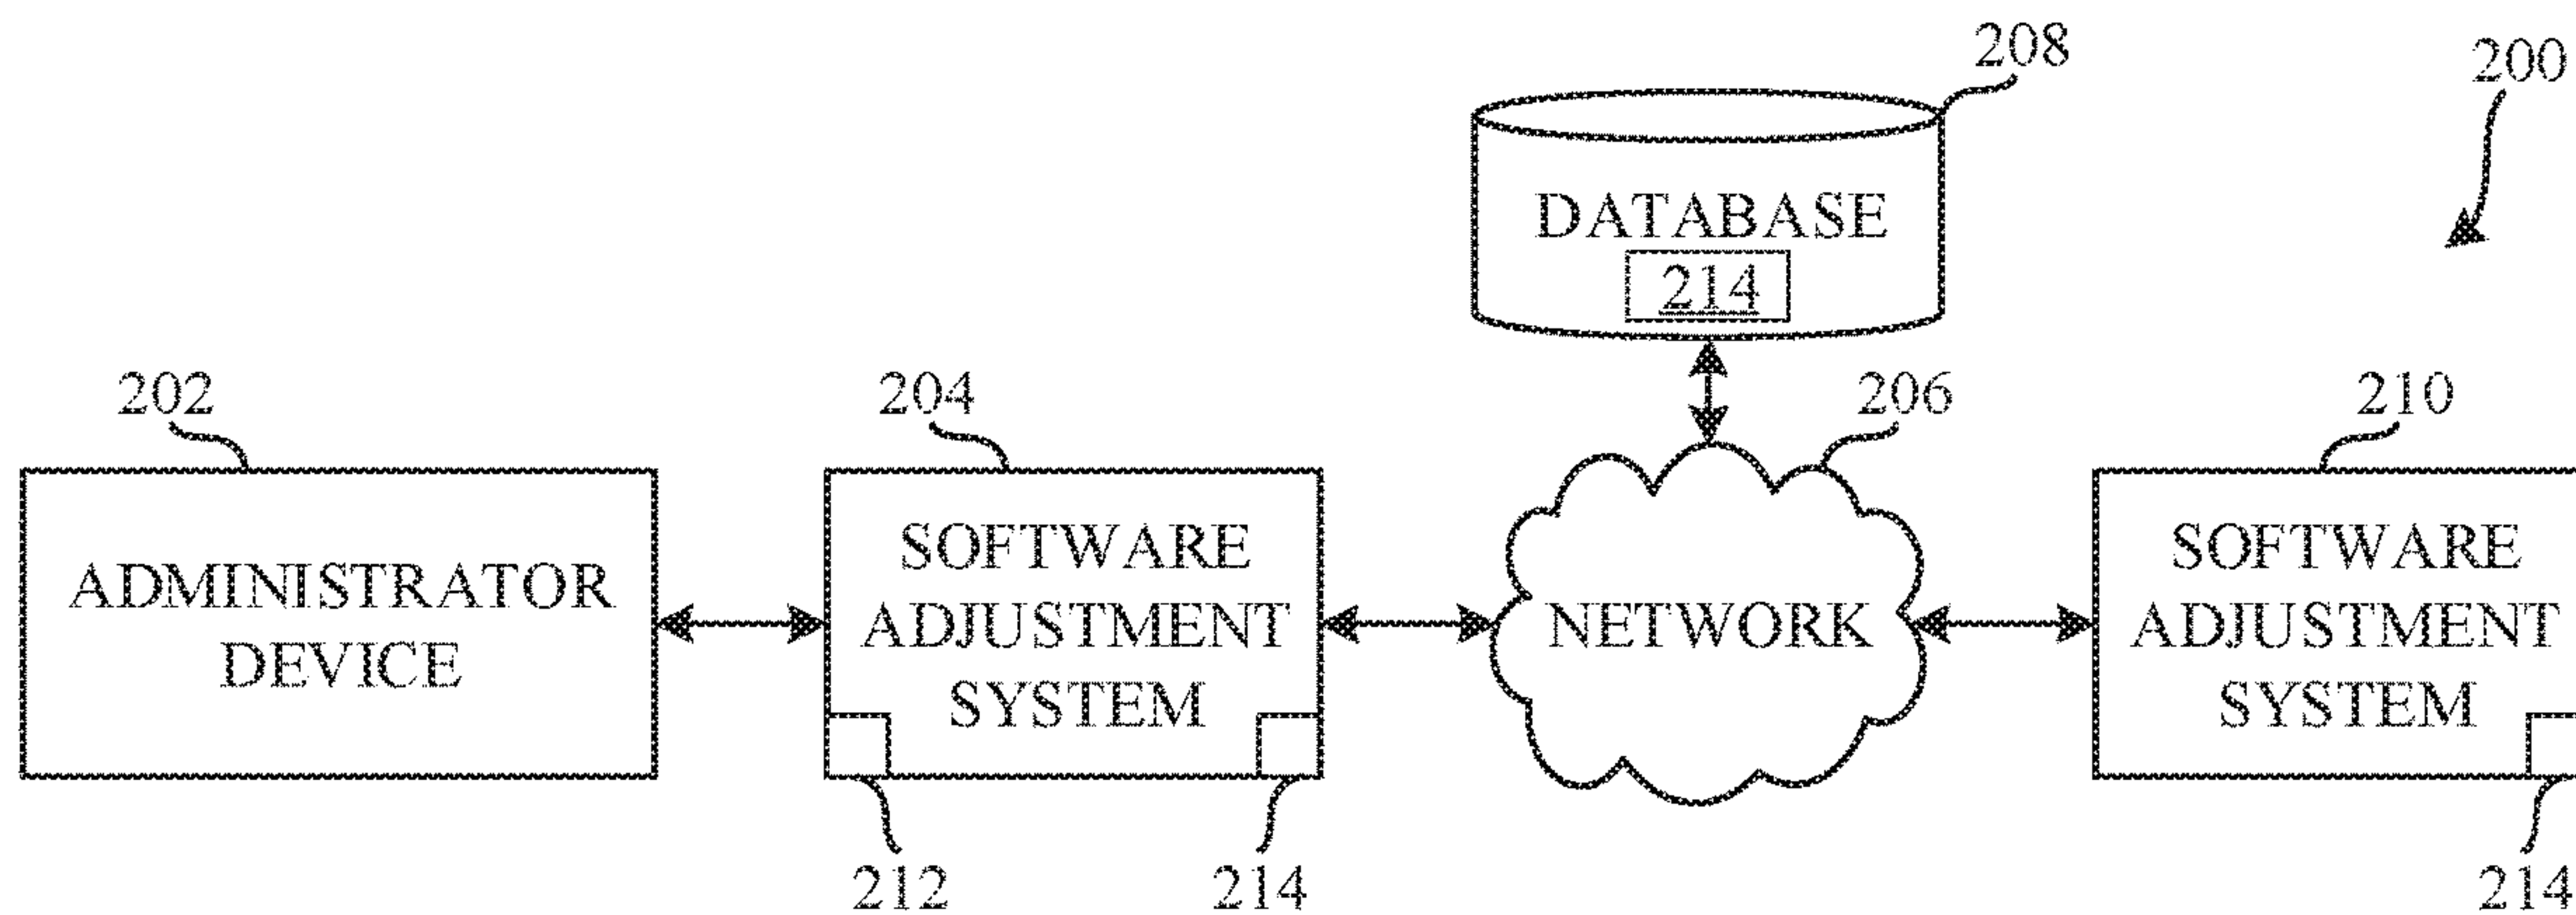 208
200
DATABASE
214
202
204
206
210
ADMINISTRATOR
DEVICE
SOFTWARE
ADJUSTMENT
SYSTEM
NETWORK
SOFTWARE
ADJUSTMENT
SYSTEM
212
214
214